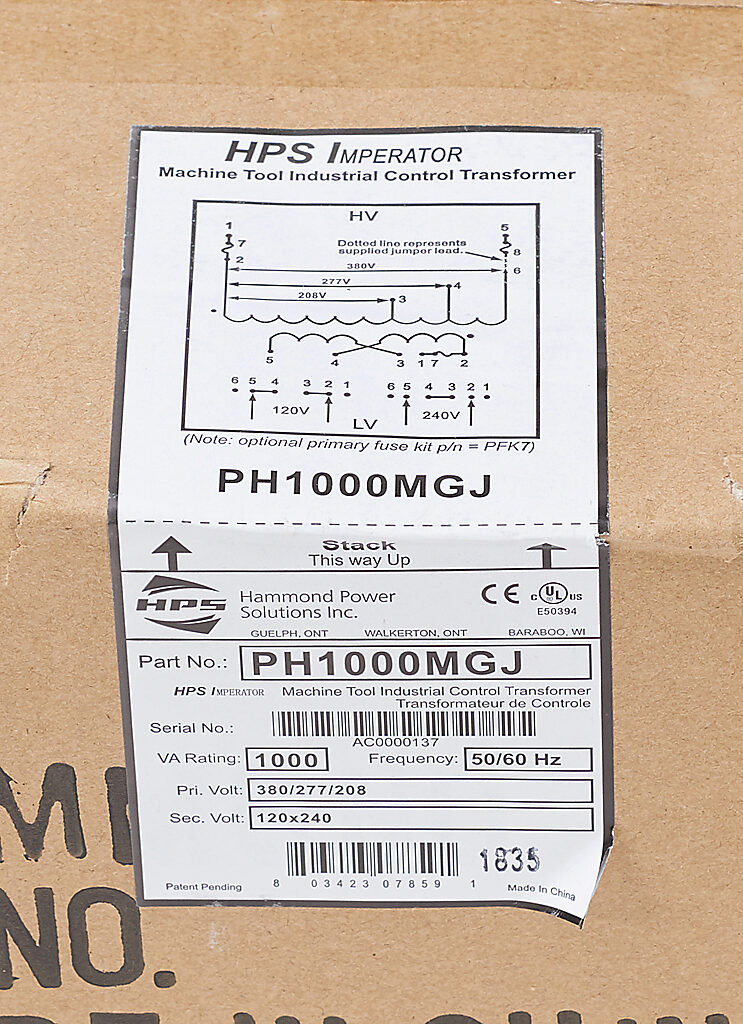 HPS IMPERATOR
Machine Tool Industrial Control Transformer
HV
1 5
7 Dotted line represents 8
2 supplied jumper lead. 6
380V
277V 4
208V 3
5 4 3 1 7 2
6 5 4 3 2 1 6 5 4 3 2 1
120V LV 240V
(Note: optional primary fuse kit p/n = PFK7)
PH1000MGJ
Stack
This way Up
HPS Hammond Power
Solutions Inc.
CE c UL us
E50394
GUELPH, ONT WALKERTON, ONT BARABOO, WI
Part No.: PH1000MGJ
HPS IMPERATOR Machine Tool Industrial Control Transformer
Transformateur de Controle
Serial No.:
AC0000137
VA Rating: 1000 Frequency: 50/60 Hz
Pri. Volt: 380/277/208
Sec. Volt: 120x240
1835
Patent Pending 8 03423 07859 1 Made In China
NO.